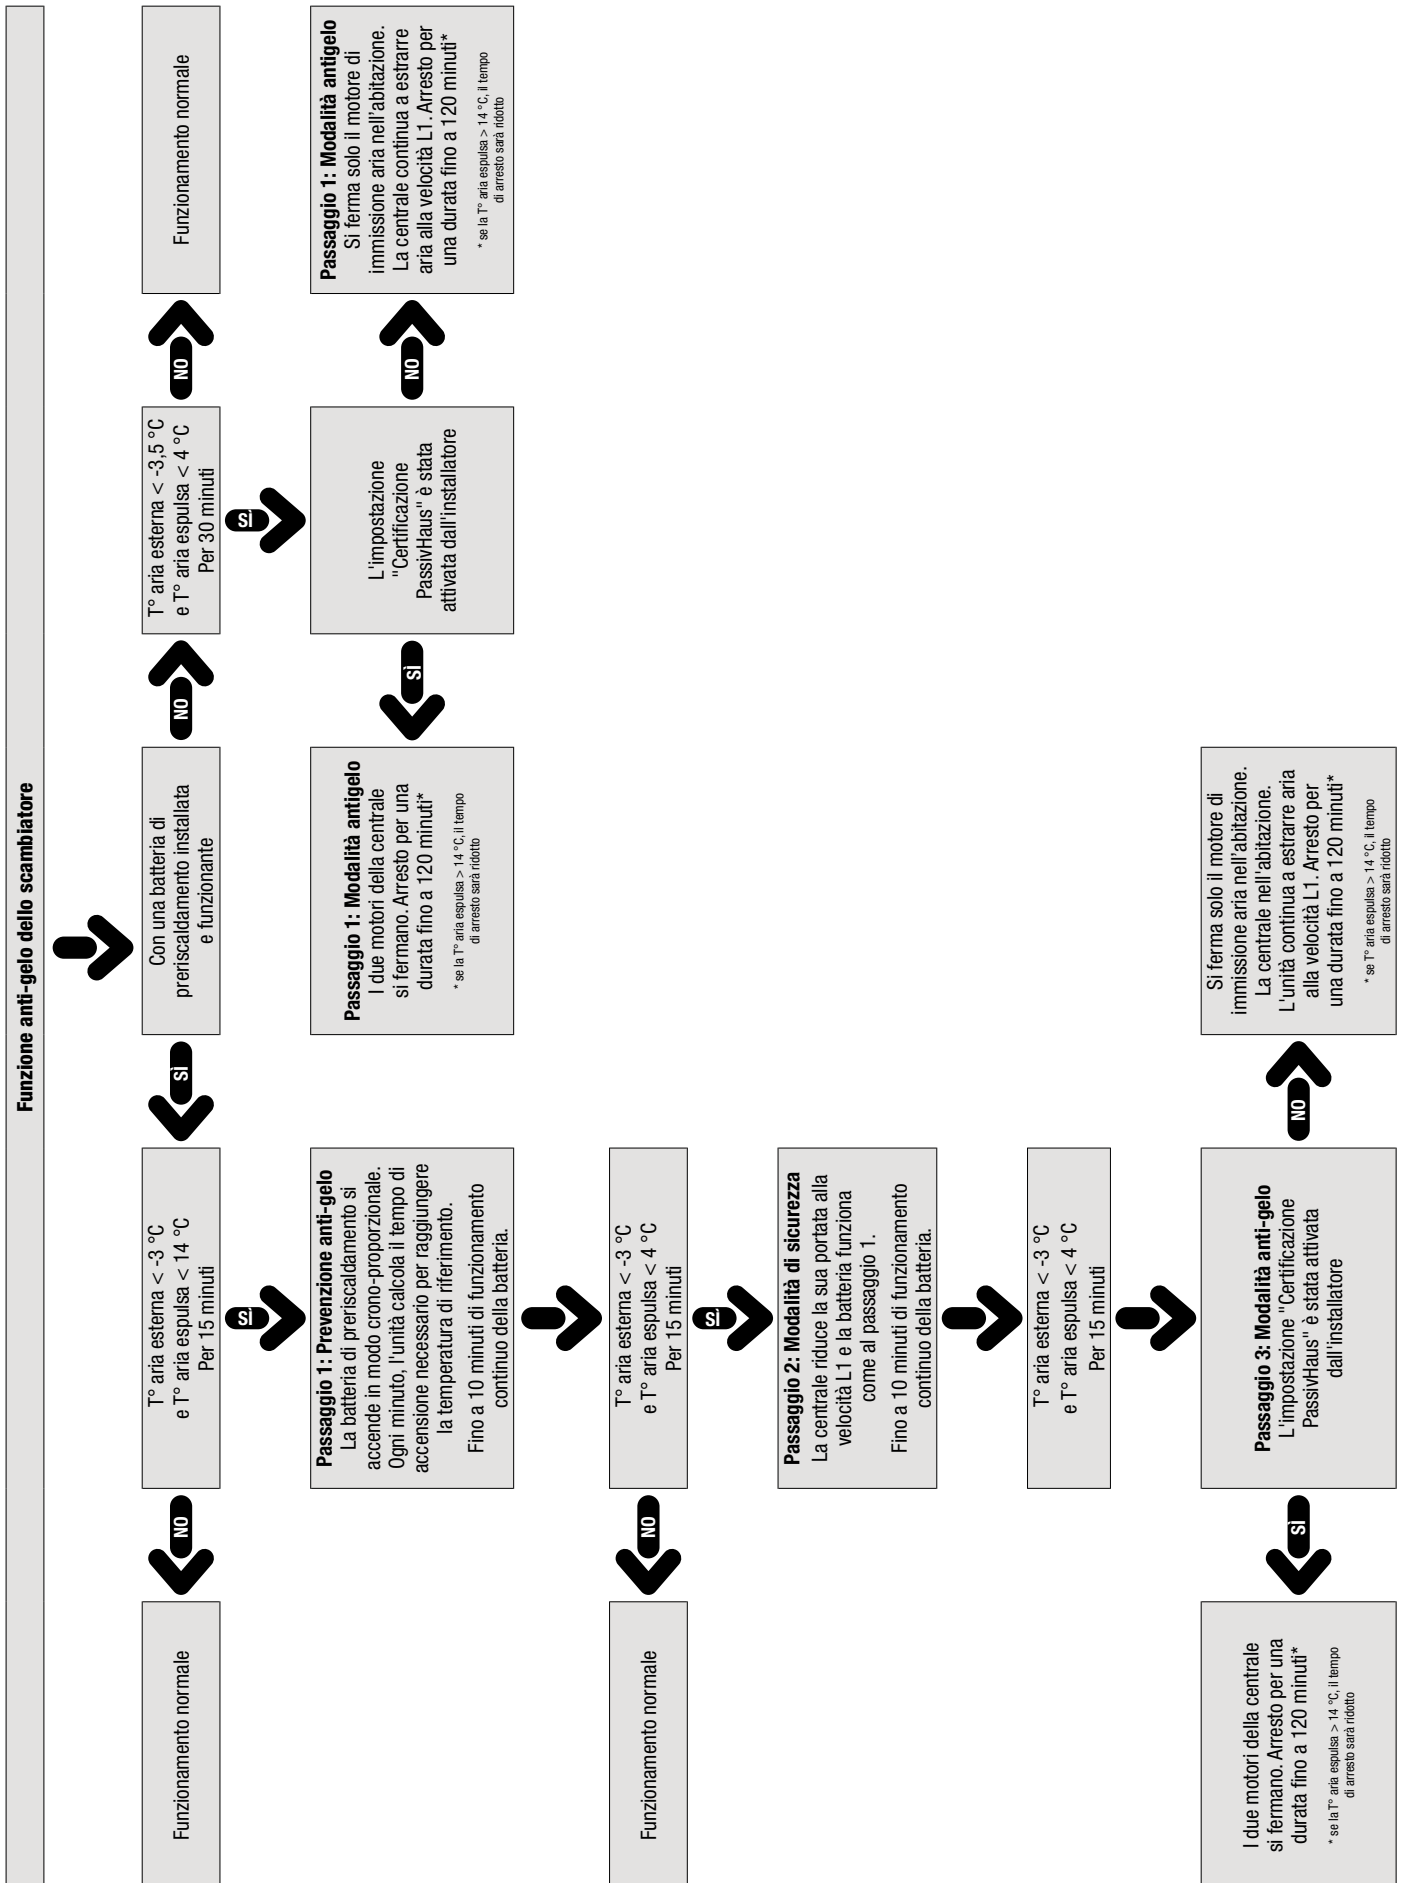 Funzione anti-gelo dello scambiatore
Con una batteria di
preriscaldamento installata
e funzionante
SÌ
NO
T° aria esterna < -3 °C
e T° aria espulsa < 14 °C
Per 15 minuti
NO
Funzionamento normale
SÌ
Passaggio 1: Prevenzione anti-gelo
La batteria di preriscaldamento si
accende in modo crono-proporzionale.
Ogni minuto, l'unità calcola il tempo di
accensione necessario per raggiungere
la temperatura di riferimento.
Fino a 10 minuti di funzionamento
continuo della batteria.
T° aria esterna < -3 °C
e T° aria espulsa < 4 °C
Per 15 minuti
NO
Funzionamento normale
SÌ
Passaggio 2: Modalità di sicurezza
La centrale riduce la sua portata alla
velocità L1 e la batteria funziona
come al passaggio 1.
Fino a 10 minuti di funzionamento
continuo della batteria.
T° aria esterna < -3 °C
e T° aria espulsa < 4 °C
Per 15 minuti
Passaggio 3: Modalità anti-gelo
L'impostazione "Certificazione
PassivHaus" è stata attivata
dall'installatore
SÌ
I due motori della centrale
si fermano. Arresto per una
durata fino a 120 minuti*
* se la T° aria espulsa > 14 °C, il tempo
di arresto sarà ridotto
NO
Si ferma solo il motore di
immissione aria nell'abitazione.
La centrale nell'abitazione.
L'unità continua a estrarre aria
alla velocità L1. Arresto per
una durata fino a 120 minuti*
* se T° aria espulsa > 14 °C, il tempo
di arresto sarà ridotto
T° aria esterna < -3,5 °C
e T° aria espulsa < 4 °C
Per 30 minuti
NO
Funzionamento normale
SÌ
L'impostazione
"Certificazione
PassivHaus" è stata
attivata dall'installatore
SÌ
Passaggio 1: Modalità antigelo
I due motori della centrale
si fermano. Arresto per una
durata fino a 120 minuti*
* se la T° aria espulsa > 14 °C, il tempo
di arresto sarà ridotto
NO
Passaggio 1: Modalità antigelo
Si ferma solo il motore di
immissione aria nell'abitazione.
La centrale continua a estrarre
aria alla velocità L1. Arresto per
una durata fino a 120 minuti*
* se la T° aria espulsa > 14 °C, il tempo
di arresto sarà ridotto